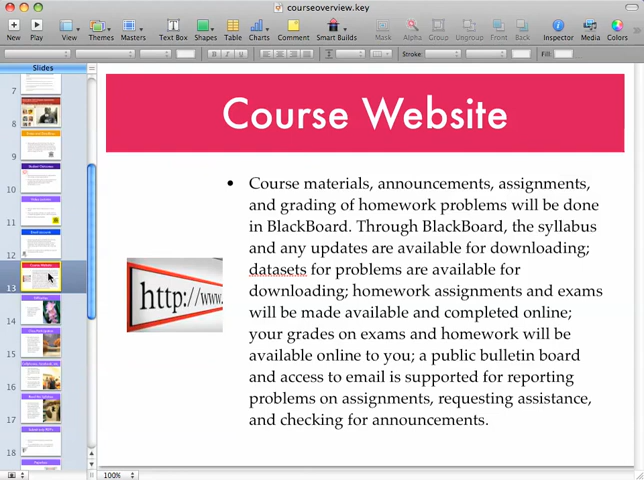 courseoverview.key
New
Play
View
Themes
Masters
Text Box
Shapes
Table
Charts
Comment
Smart Builds
Mask
Alpha
Group
Ungroup
Front
Back
Inspector
Media
Colors
B I U
Stroke:
Fill:
Slides
7
8
9
10
11
12
13
14
15
16
17
18
Course Website
• Course materials, announcements, assignments,
and grading of homework problems will be done
in BlackBoard. Through BlackBoard, the syllabus
and any updates are available for downloading;
datasets for problems are available for
downloading; homework assignments and exams
will be made available and completed online;
your grades on exams and homework will be
available online to you; a public bulletin board
and access to email is supported for reporting
problems on assignments, requesting assistance,
and checking for announcements.
http://www.
100%